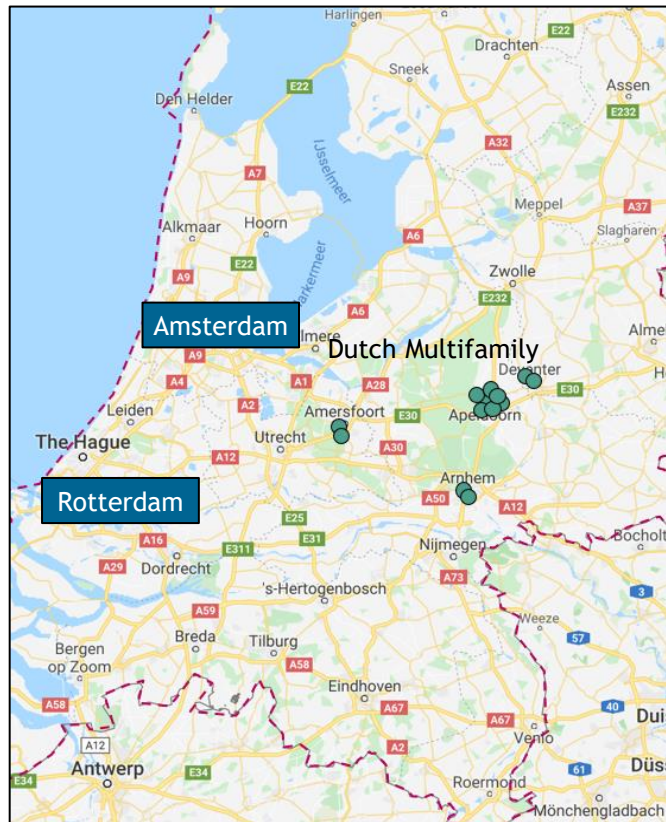 Harlingen
E22
Drachten
Sneek
Assen
Den Helder
E22
E232
IJsselmeer
A32
A7
Meppel
A37
Hoorn
Alkmaar
A6
Slagharen
E22
Markermeer
Zwolle
A9
E232
A6
Amsterdam
Almere
Almel
A9
Dutch Multifamily
Deventer
A4
A1
A28
E30
Leiden
A2
Amersfoort
E30
Apeldoorn
The Hague
Utrecht
A30
A12
Arnhem
Rotterdam
A50
A12
E25
A16
E31
Bocholt
Dordrecht
E311
Nijmegen
A29
A73
's-Hertogenbosch
3
A59
Weeze
57
Breda
Bergen
op Zoom
Tilburg
A58
Eindhoven
A58
A67
A67
40
Dui
A12
A2
Venlo
E34
Antwerp
E34
61
Düss
Roermond
Mönchengladbach